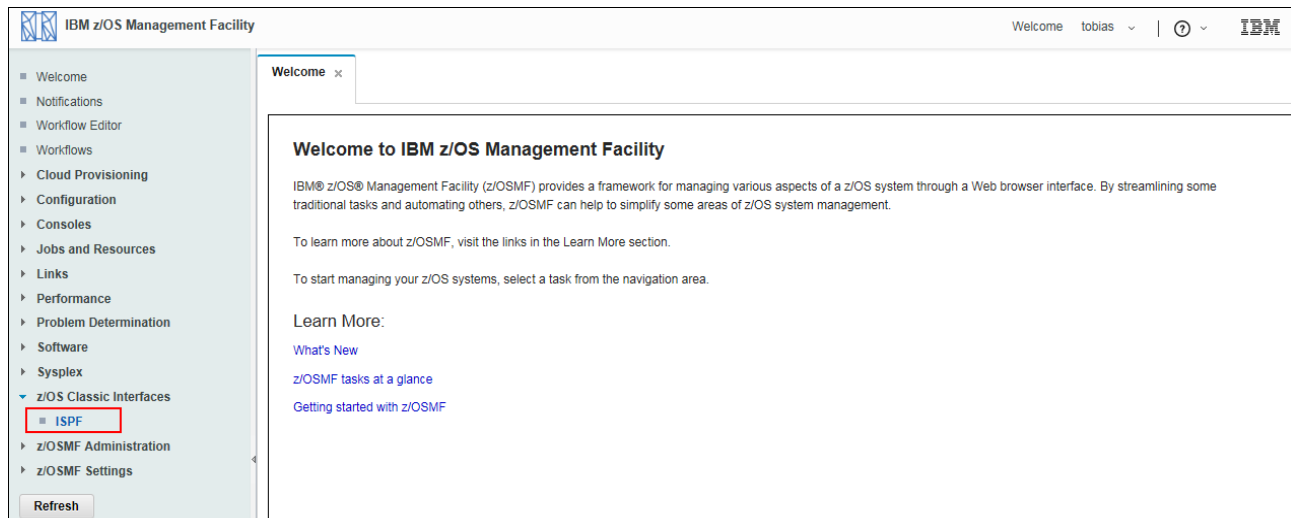 IBM z/OS Management Facility
Welcome tobias
IBM
Welcome
Notifications
Workflow Editor
Workflows
Cloud Provisioning
Configuration
Consoles
Jobs and Resources
Links
Performance
Problem Determination
Software
Sysplex
z/OS Classic Interfaces
ISPF
z/OSMF Administration
z/OSMF Settings
Refresh
Welcome x
Welcome to IBM z/OS Management Facility
IBM® z/OS® Management Facility (z/OSMF) provides a framework for managing various aspects of a z/OS system through a Web browser interface. By streamlining some
traditional tasks and automating others, z/OSMF can help to simplify some areas of z/OS system management.
To learn more about z/OSMF, visit the links in the Learn More section.
To start managing your z/OS systems, select a task from the navigation area.
Learn More:
What's New
z/OSMF tasks at a glance
Getting started with z/OSMF